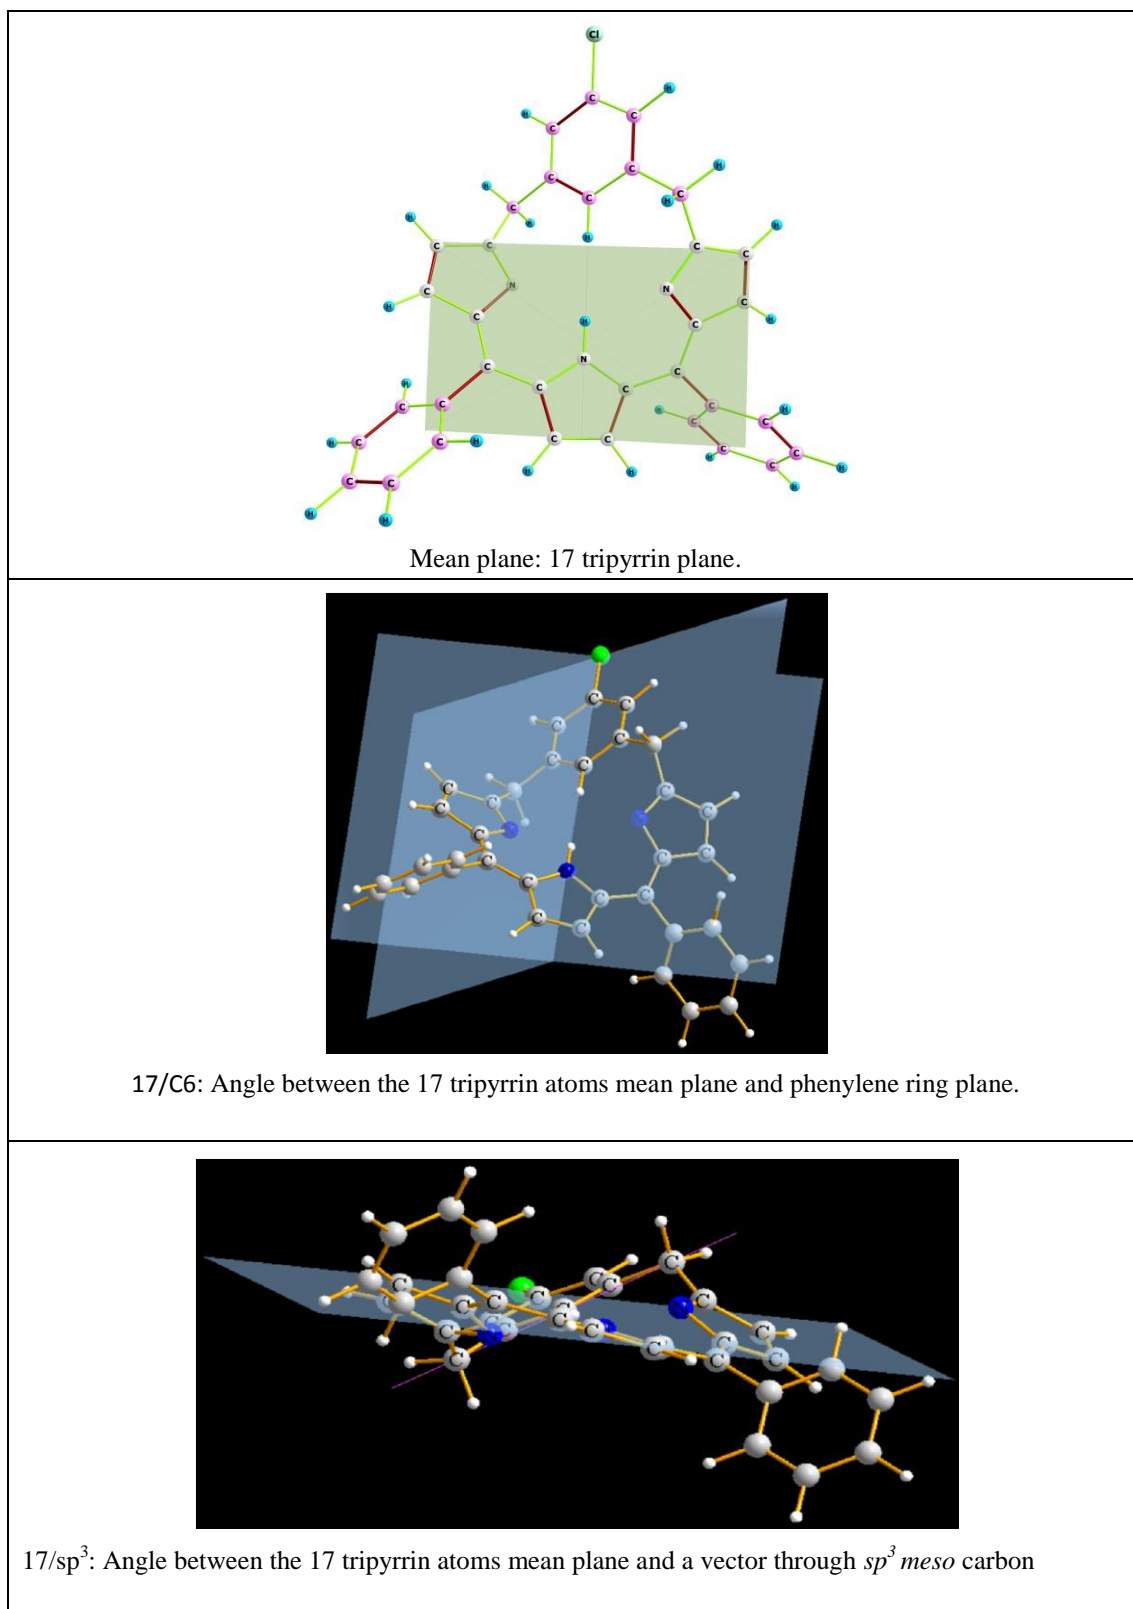 Cl
C
H
C
C
H
C
C
C
H
H
C
C
H
H
C
H
H
H
H
C
C
C
C
N
N
C
C
H
C
C
H
H
N
C
C
C
C
H
C
C
C
H
C
H
C
C
H
H
C
C
C
C
C
C
H
H
C
C
H
H
H
C
C
H
H
H
Mean plane: 17 tripyrrin plane.
17/C6: Angle between the 17 tripyrrin atoms mean plane and phenylene ring plane.
17/sp³: Angle between the 17 tripyrrin atoms mean plane and a vector through sp³ meso carbon